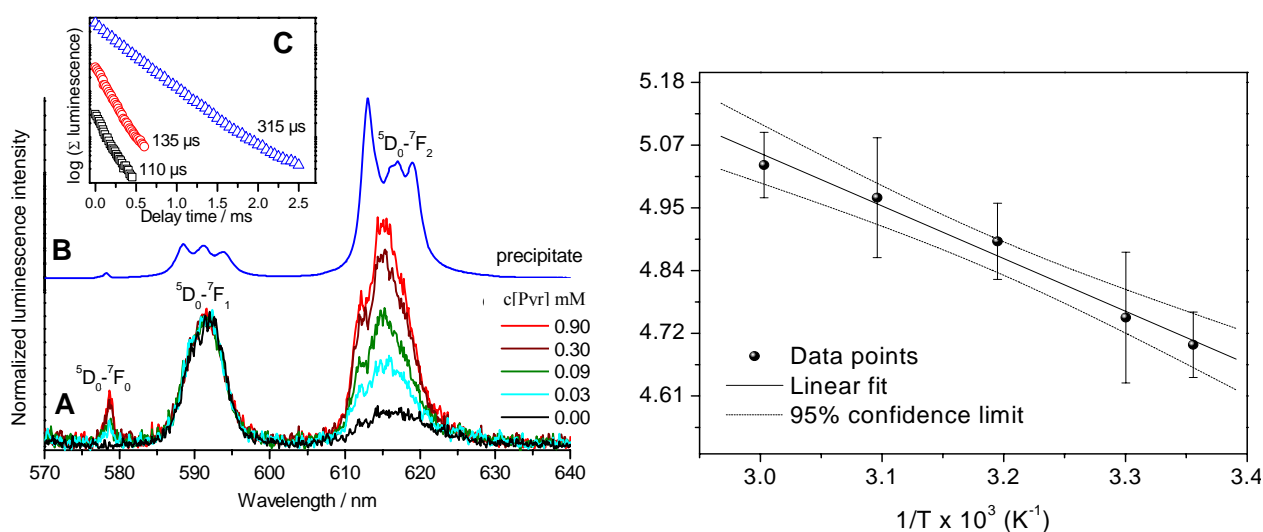 C
log (Σ luminescence)
315 µs
135 µs
110 µs
0.0 0.5 1.0 1.5 2.0 2.5
Delay time / ms
⁵D₀-⁷F₂
B
precipitate
⁵D₀-⁷F₁
c[Pyr] mM
0.90
0.30
0.09
0.03
0.00
⁵D₀-⁷F₀
A
Normalized luminescence intensity
570 580 590 600 610 620 630 640
Wavelength / nm
5.18
5.07
4.95
4.84
4.72
4.61
Data points
Linear fit
95% confidence limit
3.0 3.1 3.2 3.3 3.4
1/T x 10³ (K⁻¹)